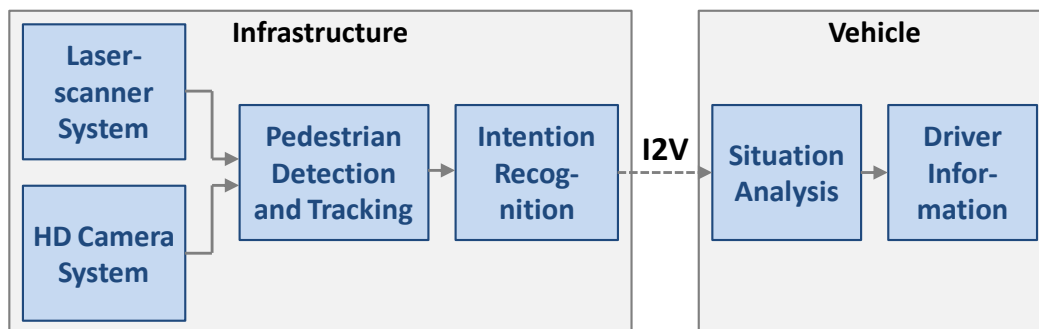 Infrastructure
Laser-
scanner
System
HD Camera
System
Pedestrian
Detection
and Tracking
Intention
Recog-
nition
I2V
Vehicle
Situation
Analysis
Driver
Infor-
mation